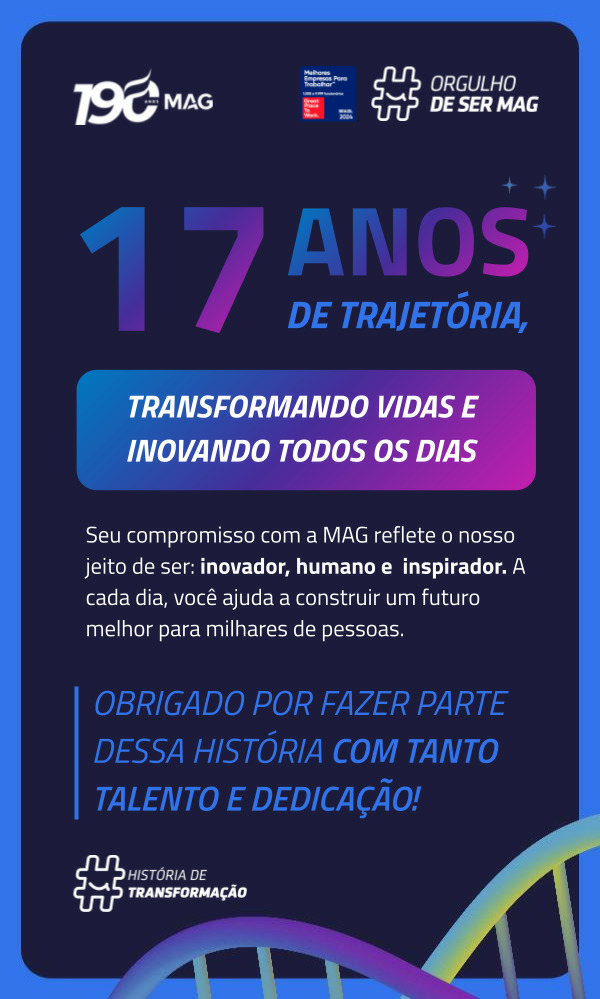 190 ANOS MAG
Melhores
Empresas Para
Trabalhar™
Great
Place
To
Work.
BRASIL
2024
ORGULHO
DE SER MAG
17 ANOS
DE TRAJETÓRIA,
TRANSFORMANDO VIDAS E
INOVANDO TODOS OS DIAS
Seu compromisso com a MAG reflete o nosso
jeito de ser: inovador, humano e inspirador. A
cada dia, você ajuda a construir um futuro
melhor para milhares de pessoas.
OBRIGADO POR FAZER PARTE
DESSA HISTÓRIA COM TANTO
TALENTO E DEDICAÇÃO!
HISTÓRIA DE
TRANSFORMAÇÃO